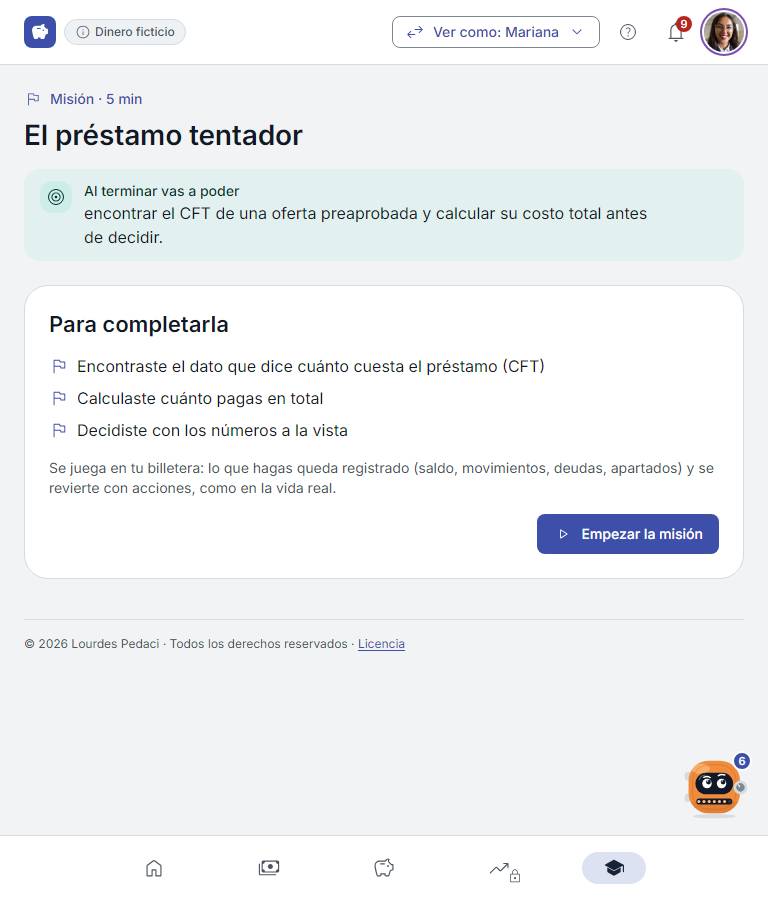 Dinero ficticio
Ver como: Mariana
9
Misión · 5 min
El préstamo tentador
Al terminar vas a poder
encontrar el CFT de una oferta preaprobada y calcular su costo total antes
de decidir.
Para completarla
Encontraste el dato que dice cuánto cuesta el préstamo (CFT)
Calculaste cuánto pagas en total
Decidiste con los números a la vista
Se juega en tu billetera: lo que hagas queda registrado (saldo, movimientos, deudas, apartados) y se
revierte con acciones, como en la vida real.
Empezar la misión
© 2026 Lourdes Pedaci · Todos los derechos reservados · Licencia
6